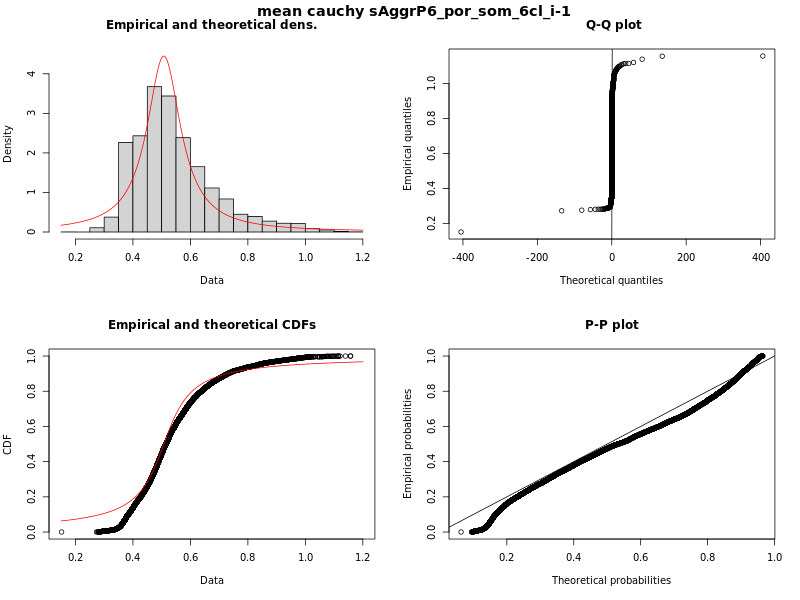 mean cauchy sAggrP6_por_som_6cl_i-1
Empirical and theoretical dens.
Density
0 1 2 3 4
0.2 0.4 0.6 0.8 1.0 1.2
Data
Q-Q plot
Empirical quantiles
0.2 0.4 0.6 0.8 1.0
-400 -200 0 200 400
Theoretical quantiles
Empirical and theoretical CDFs
CDF
0.0 0.2 0.4 0.6 0.8 1.0
0.2 0.4 0.6 0.8 1.0 1.2
Data
P-P plot
Empirical probabilities
0.0 0.2 0.4 0.6 0.8 1.0
0.2 0.4 0.6 0.8 1.0
Theoretical probabilities